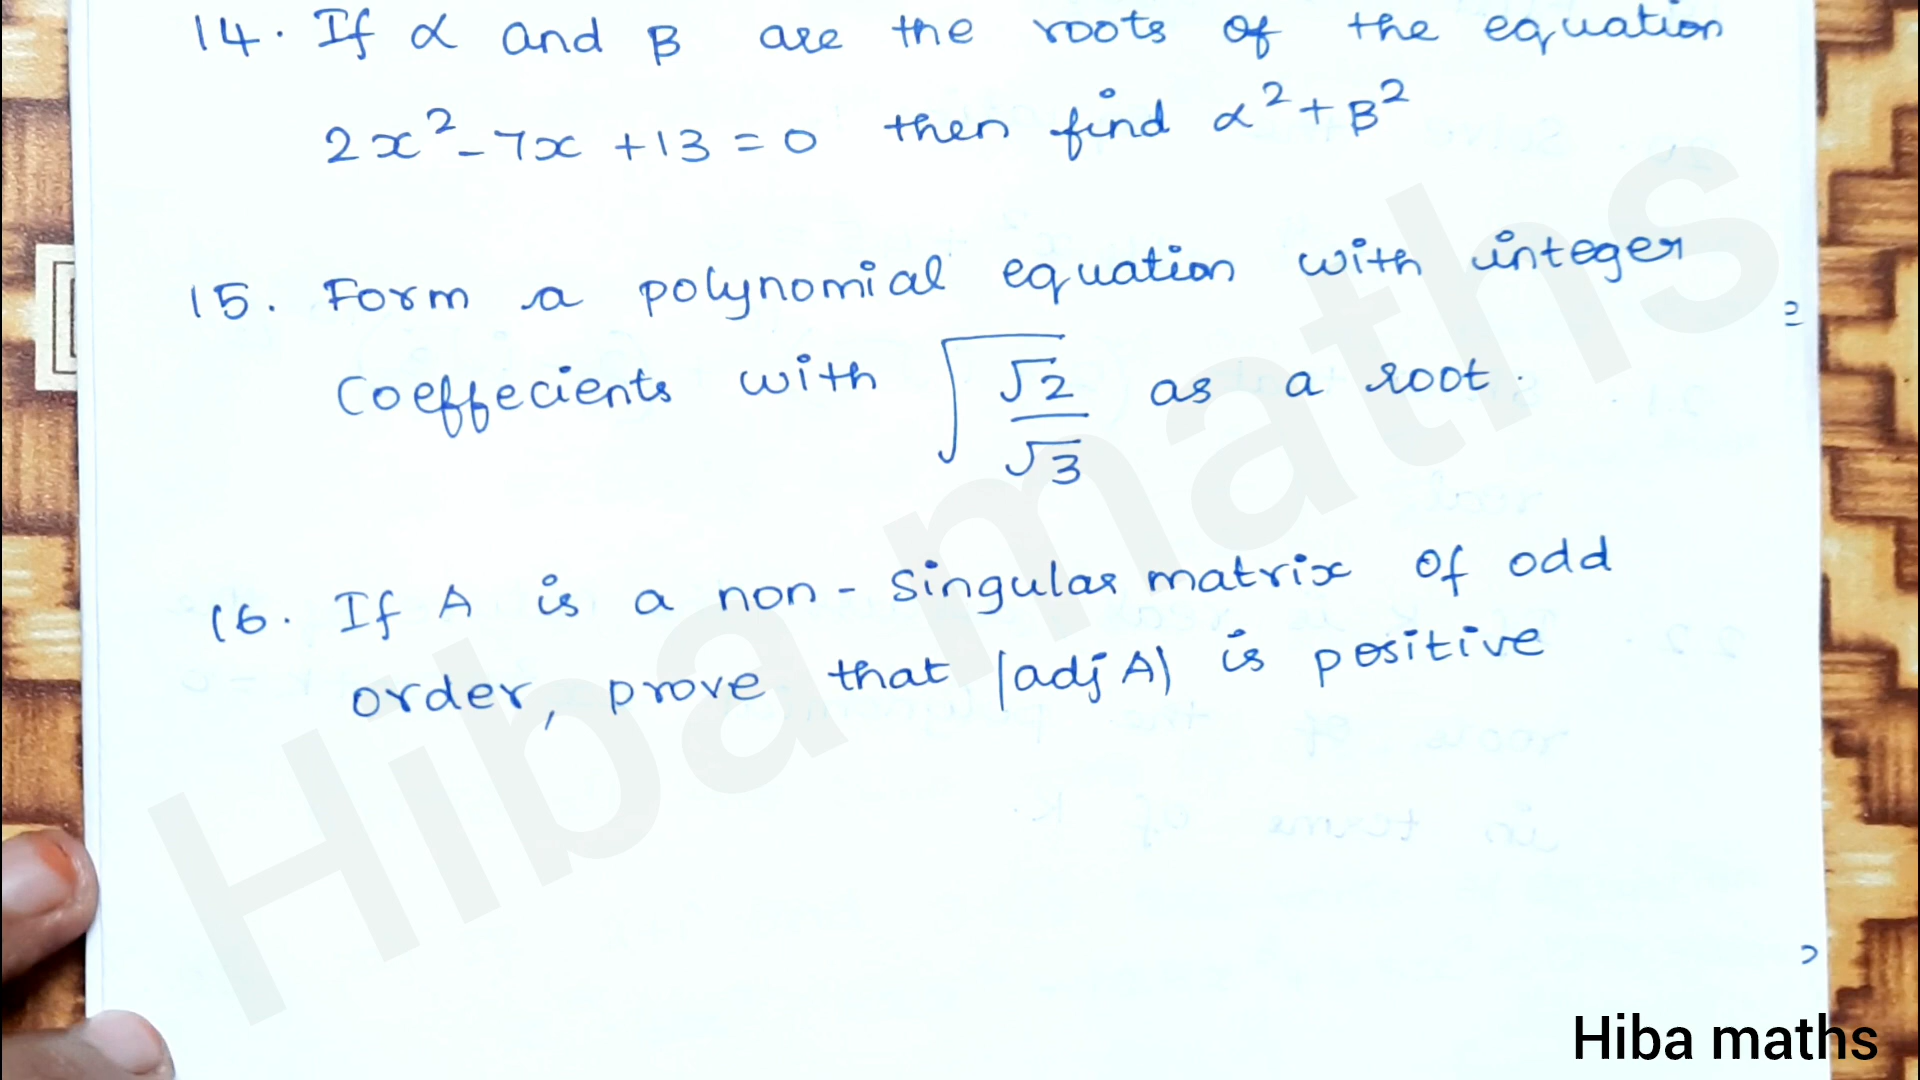 14. If α and β are the roots of the equation
2x² - 7x + 13 = 0 then find α² + β²
15. Form a polynomial equation with integer
Coeffecients with √(√2/√3) as a root.
16. If A is a non - Singular matrix of odd
order, prove that |adj A| is positive
Hiba maths
Hiba maths